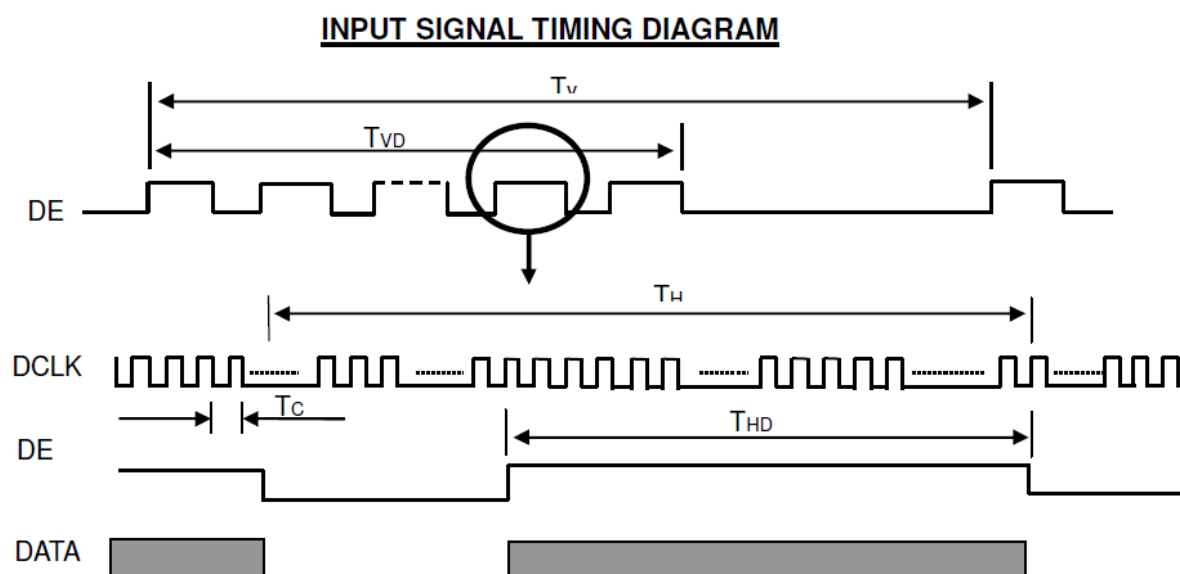 INPUT SIGNAL TIMING DIAGRAM
Tv
TVD
DE
TH
DCLK
TC
THD
DE
DATA